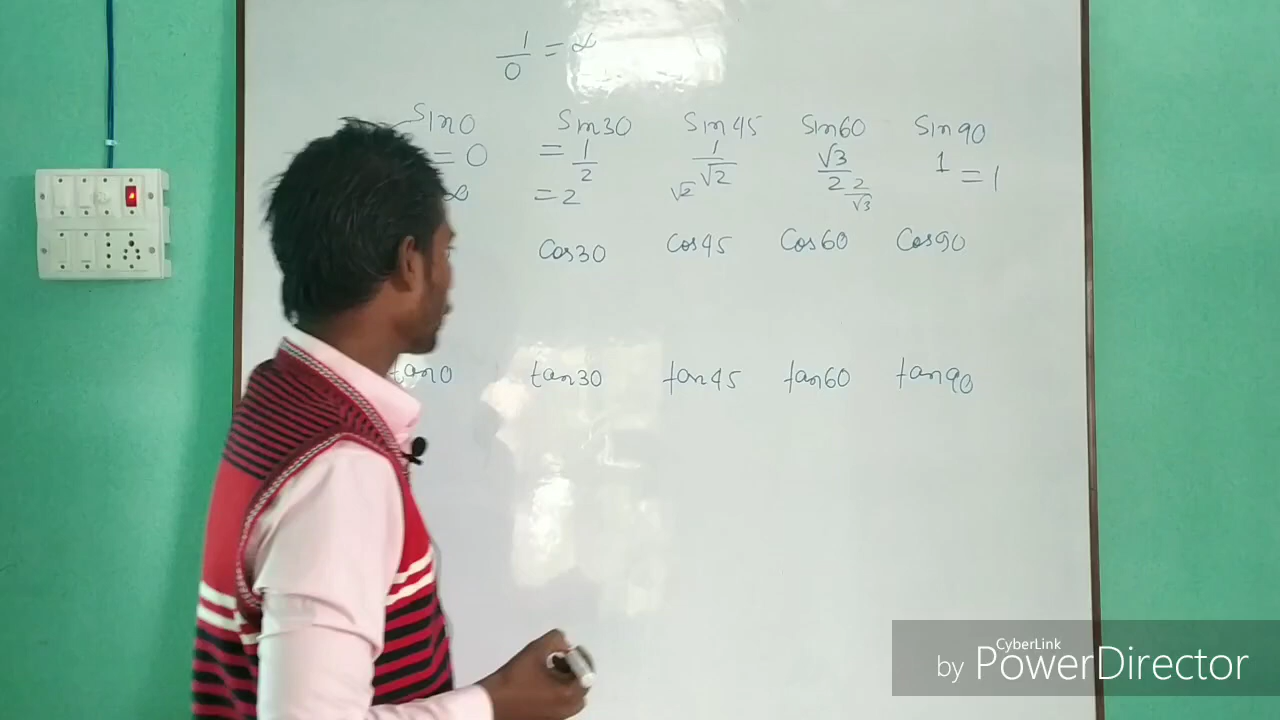 1/0 = ∞
Sin0 Sin30 Sin45 Sin60 Sin90
= 0 = 1/2 1/√2 √3/2 1 = 1
∞ = 2 √2 2/√3
Cos30 Cos45 Cos60 Cos90
tan0 tan30 tan45 tan60 tan90
CyberLink
by PowerDirector